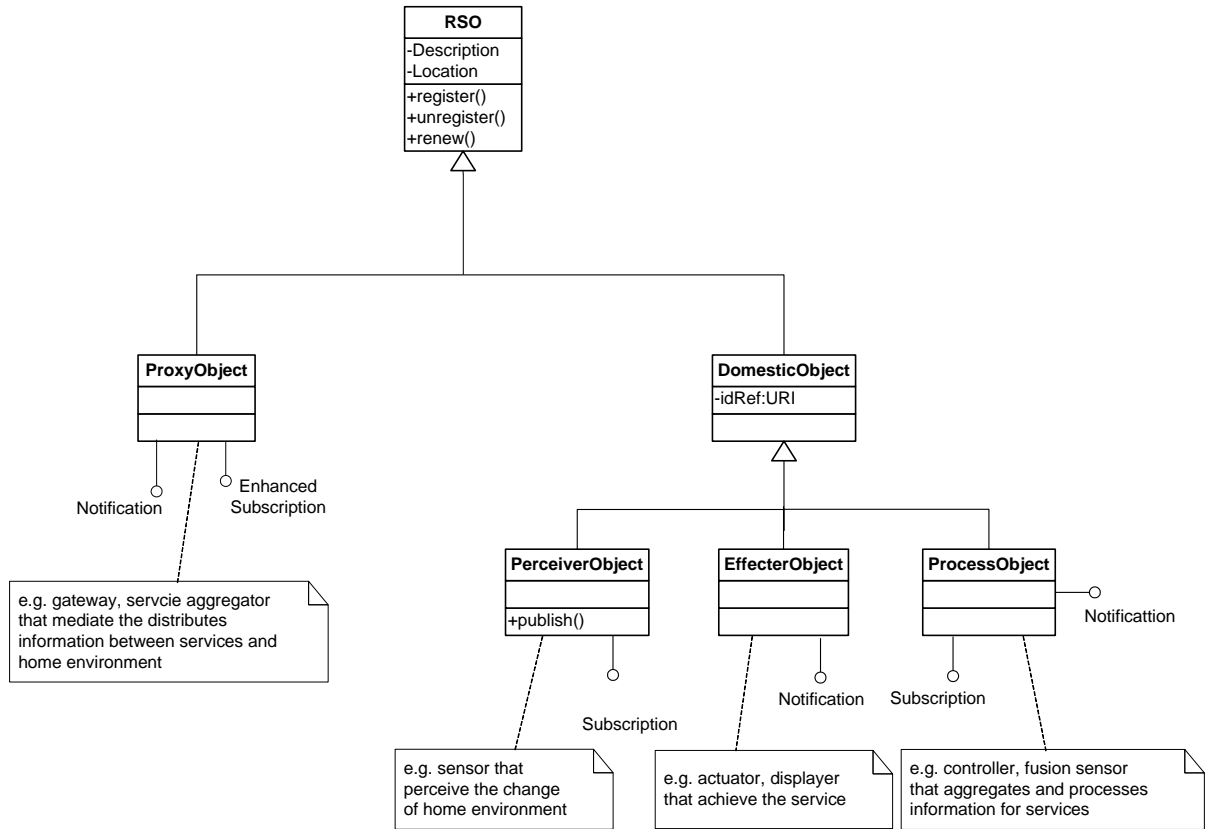 RSO
-Description
-Location
+register()
+unregister()
+renew()
ProxyObject
DomesticObject
-idRef:URI
Notification
Enhanced
Subscription
PerceiverObject
+publish()
EffecterObject
ProcessObject
Notificattion
e.g. gateway, servcie aggregator
that mediate the distributes
information between services and
home environment
Subscription
Notification
Subscription
e.g. sensor that
perceive the change
of home environment
e.g. actuator, displayer
that achieve the service
e.g. controller, fusion sensor
that aggregates and processes
information for services